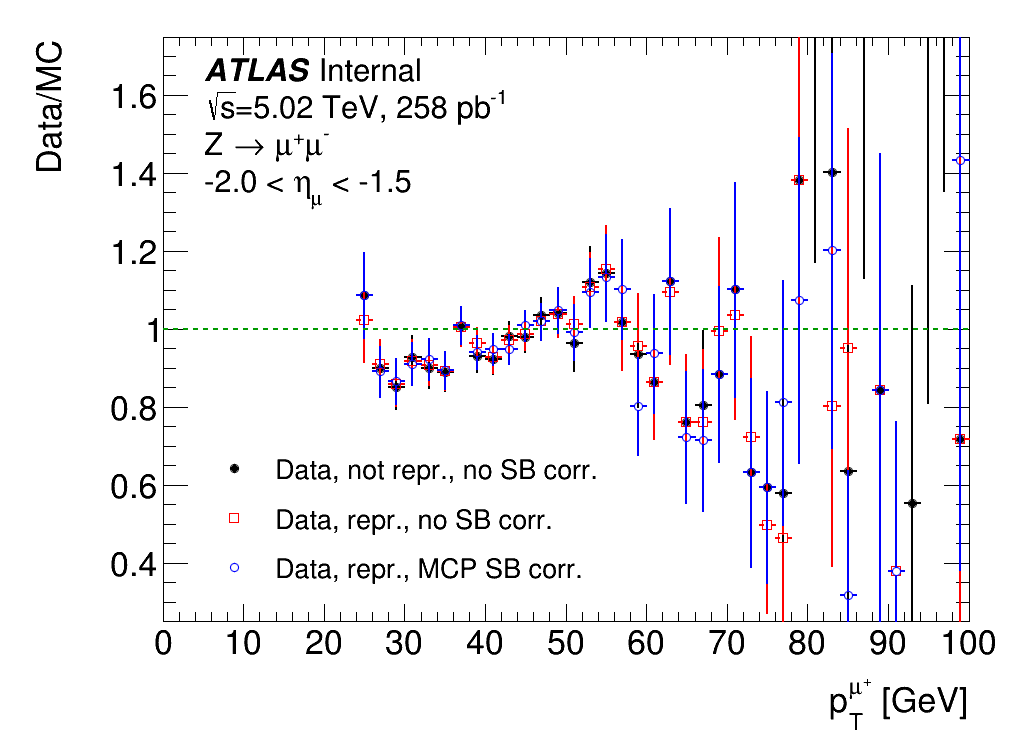 Data/MC
ATLAS Internal
√s=5.02 TeV, 258 pb⁻¹
Z → μ⁺μ⁻
-2.0 < η_μ < -1.5
1.6
1.4
1.2
1
0.8
0.6
0.4
Data, not repr., no SB corr.
Data, repr., no SB corr.
Data, repr., MCP SB corr.
0 10 20 30 40 50 60 70 80 90 100
p_T^μ⁺ [GeV]